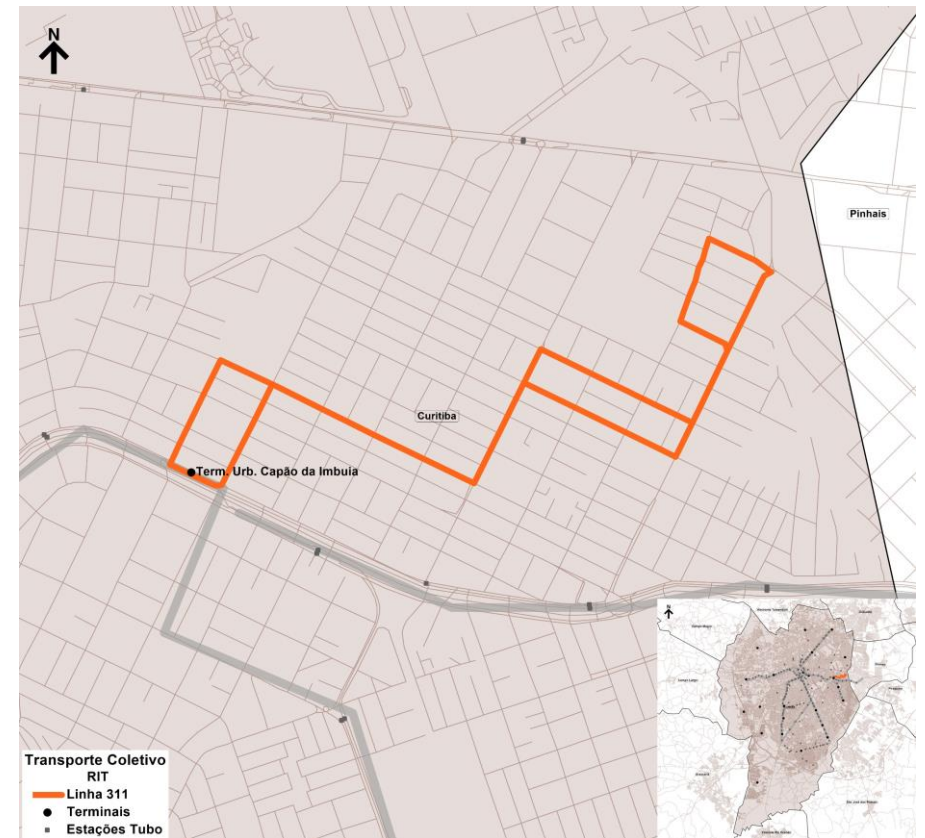 N
Pinhais
Curitiba
Term. Urb. Capão da Imbuia
N
Transporte Coletivo
RIT
Linha 311
Terminais
Estações Tubo